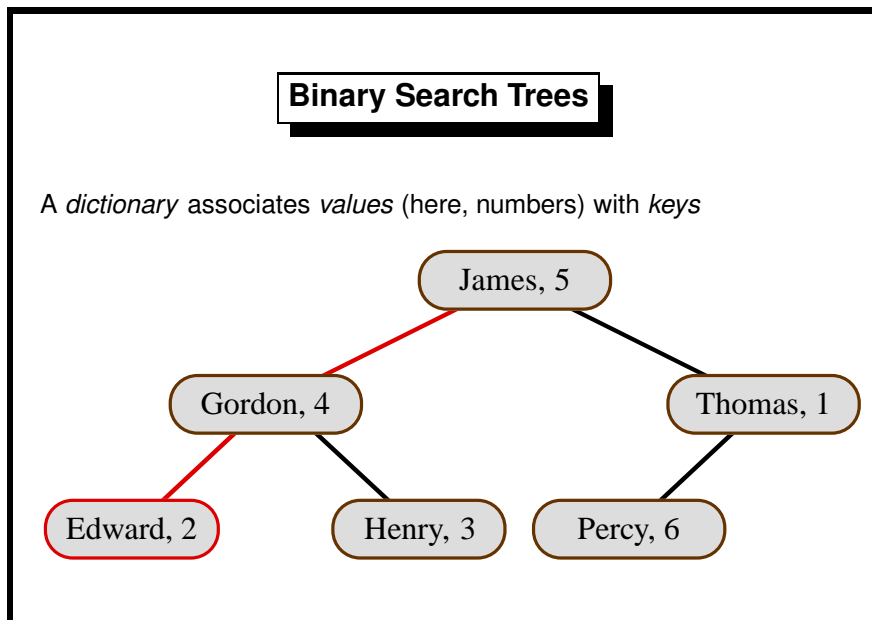 Binary Search Trees
A dictionary associates values (here, numbers) with keys
James, 5
Gordon, 4
Thomas, 1
Edward, 2
Henry, 3
Percy, 6